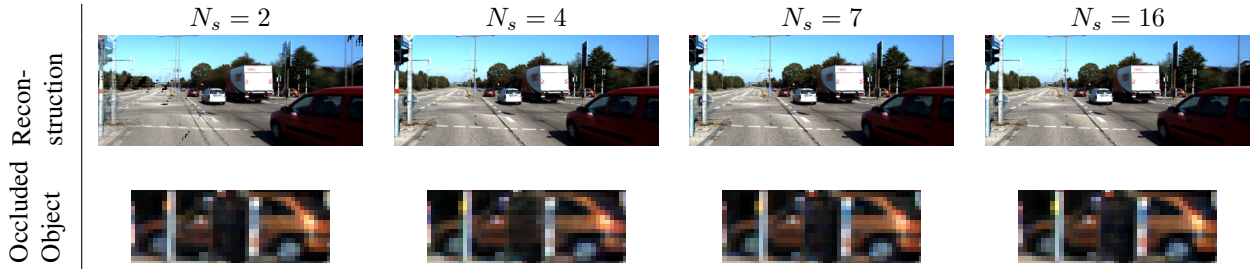 N_s = 2
N_s = 4
N_s = 7
N_s = 16
Recon-
struction
Occluded
Object